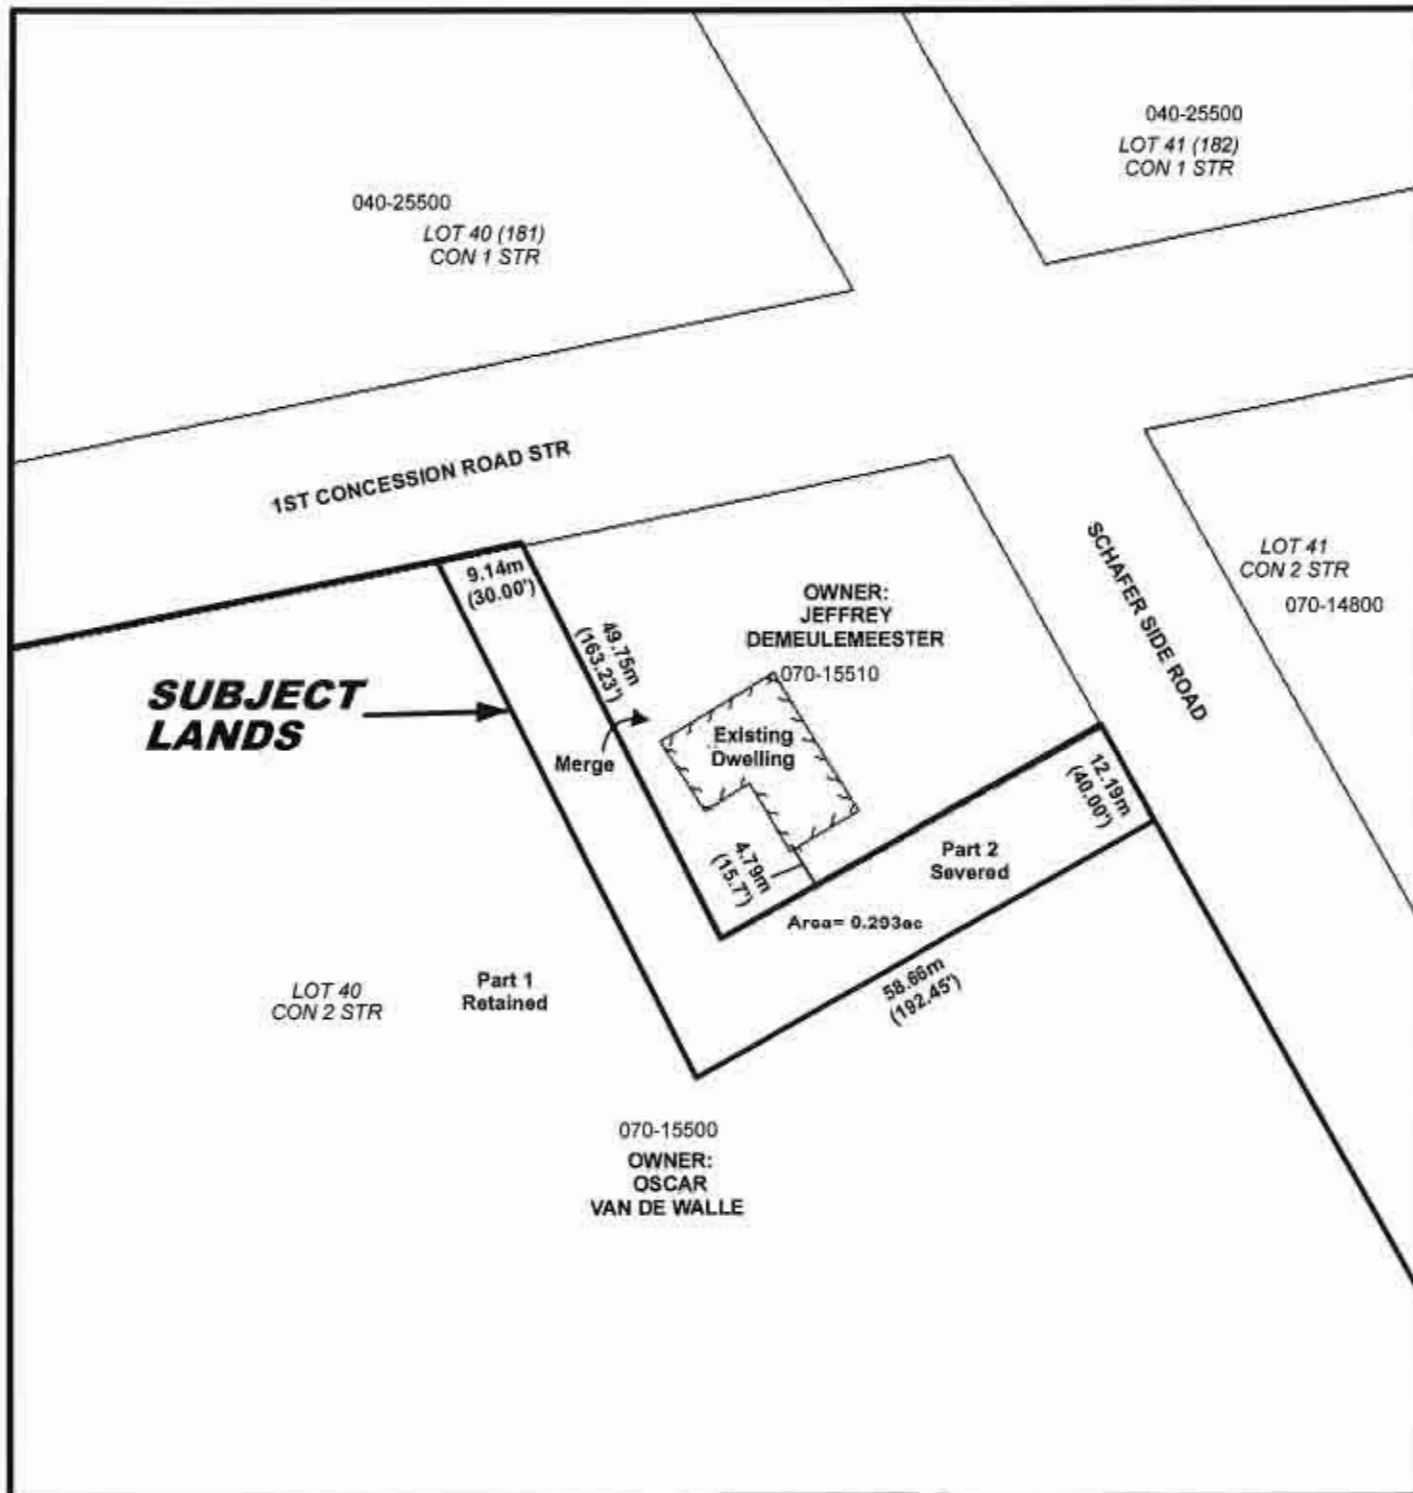 040-25500
LOT 41 (182)
CON 1 STR
040-25500
LOT 40 (181)
CON 1 STR
1ST CONCESSION ROAD STR
SCHAFER SIDE ROAD
LOT 41
CON 2 STR
070-14800
9.14m
(30.00')
49.75m
(163.23')
OWNER:
JEFFREY
DEMEULEMEESTER
070-15510
SUBJECT
LANDS
Merge
Existing
Dwelling
12.19m
(40.00')
4.79m
(15.7')
Part 2
Severed
Area= 0.293ac
58.66m
(192.45')
LOT 40
CON 2 STR
Part 1
Retained
070-15500
OWNER:
OSCAR
VAN DE WALLE